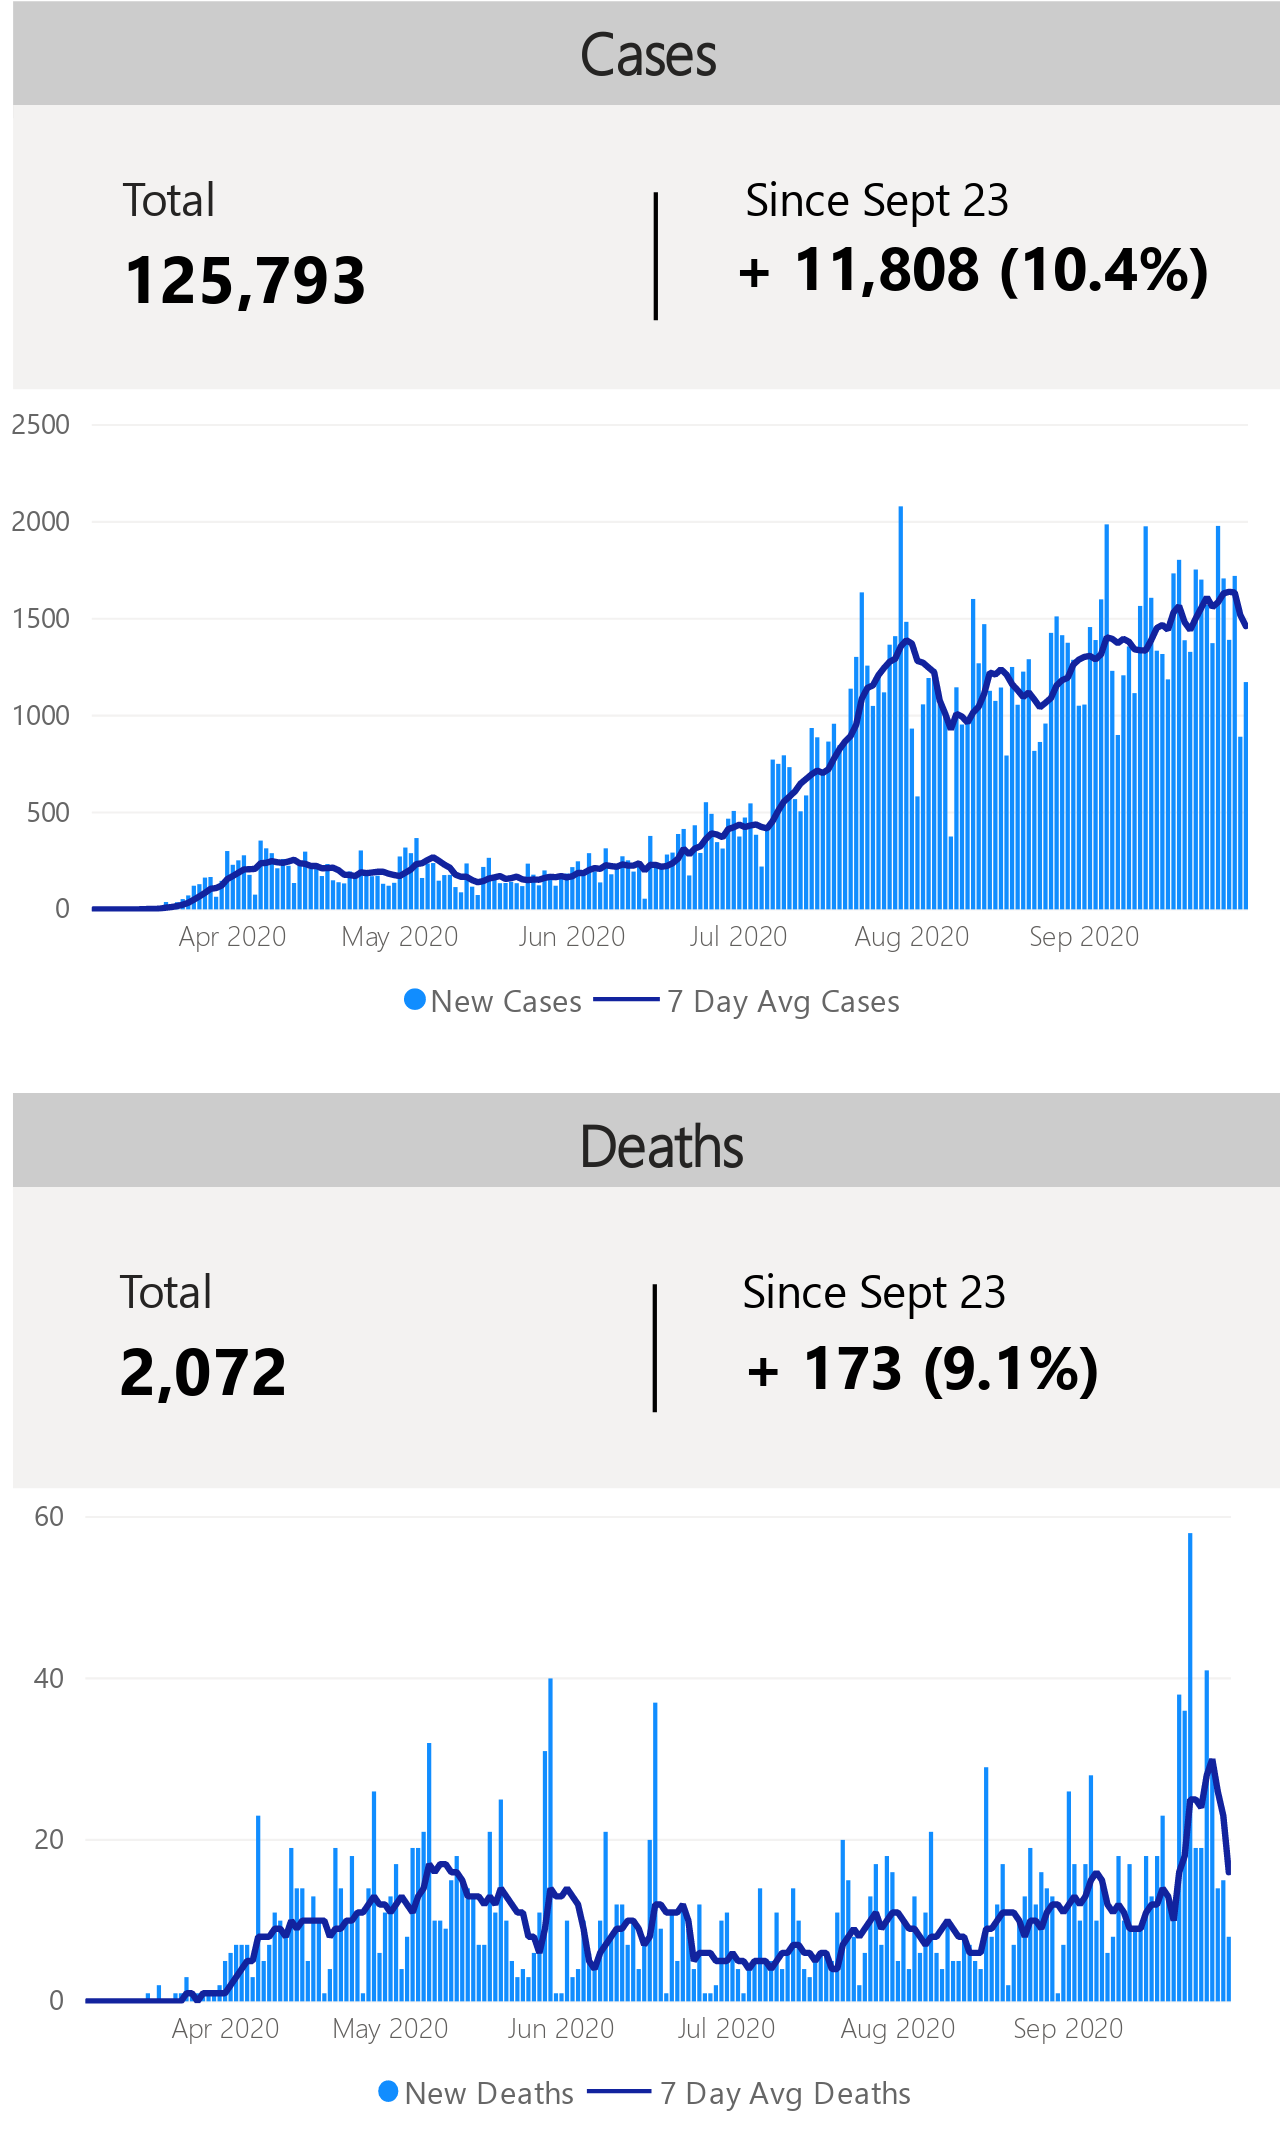 Cases
Total
125,793
Since Sept 23
+ 11,808 (10.4%)
2500
2000
1500
1000
500
0
Apr 2020 May 2020 Jun 2020 Jul 2020 Aug 2020 Sep 2020
New Cases 7 Day Avg Cases
Deaths
Total
2,072
Since Sept 23
+ 173 (9.1%)
60
40
20
0
Apr 2020 May 2020 Jun 2020 Jul 2020 Aug 2020 Sep 2020
New Deaths 7 Day Avg Deaths